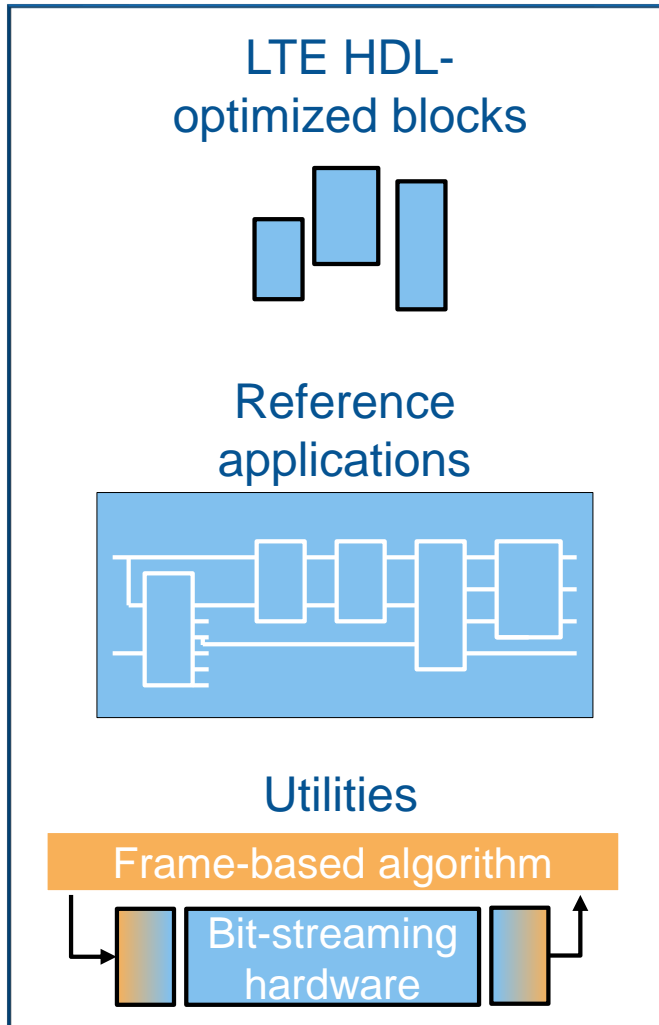 LTE HDL-
optimized blocks
Reference
applications
Utilities
Frame-based algorithm
Bit-streaming
hardware